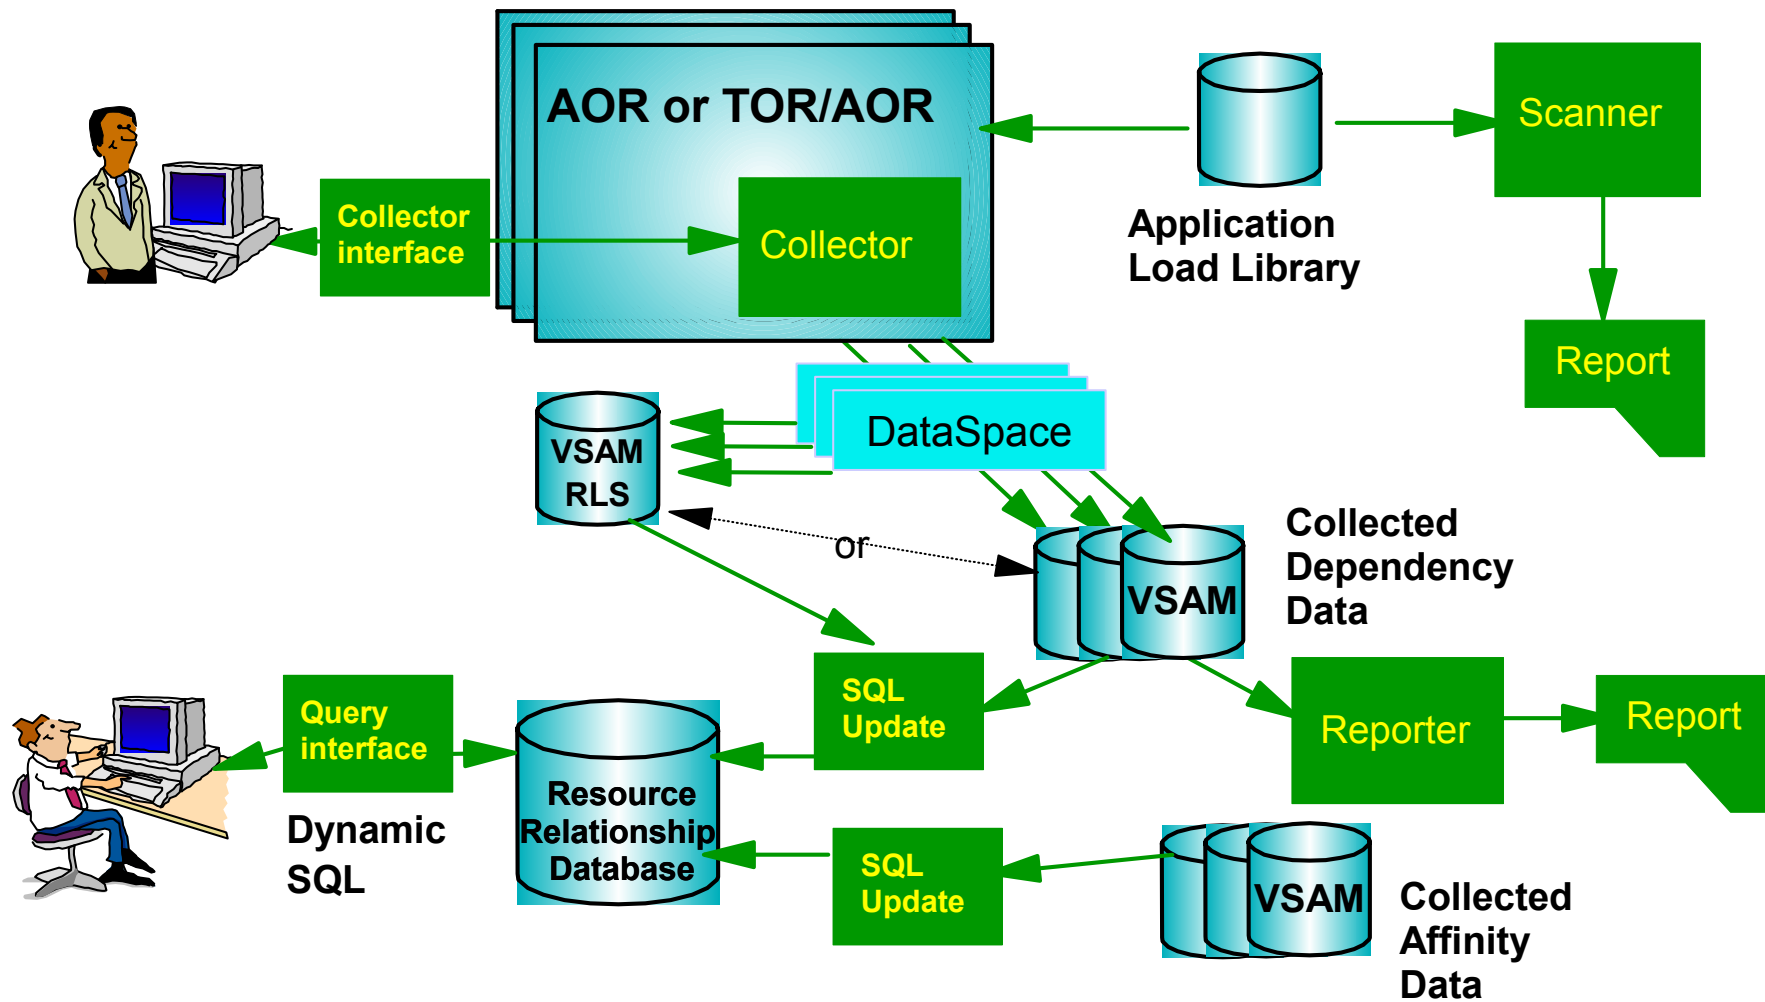 AOR or TOR/AOR
Scanner
Collector
interface
Collector
Application
Load Library
Report
DataSpace
VSAM
RLS
or
Collected
Dependency
Data
VSAM
SQL
Update
Query
interface
Reporter
Report
Resource
Relationship
Database
Dynamic
SQL
SQL
Update
VSAM
Collected
Affinity
Data